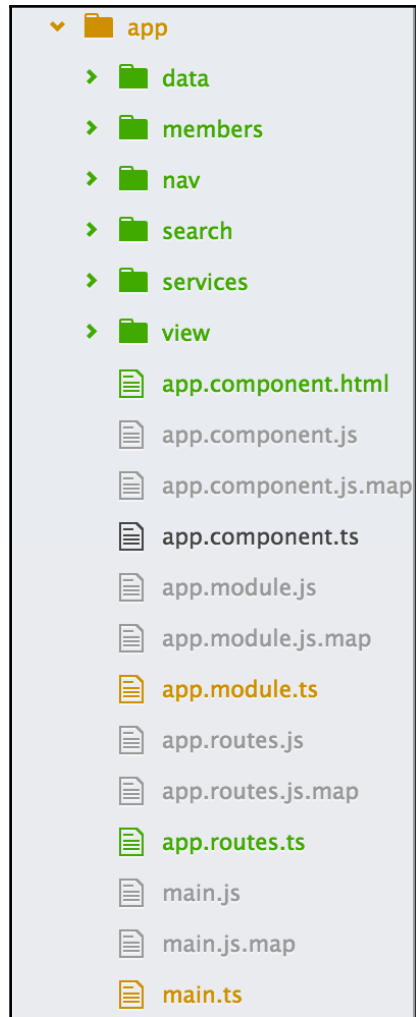 app
data
members
nav
search
services
view
app.component.html
app.component.js
app.component.js.map
app.component.ts
app.module.js
app.module.js.map
app.module.ts
app.routes.js
app.routes.js.map
app.routes.ts
main.js
main.js.map
main.ts